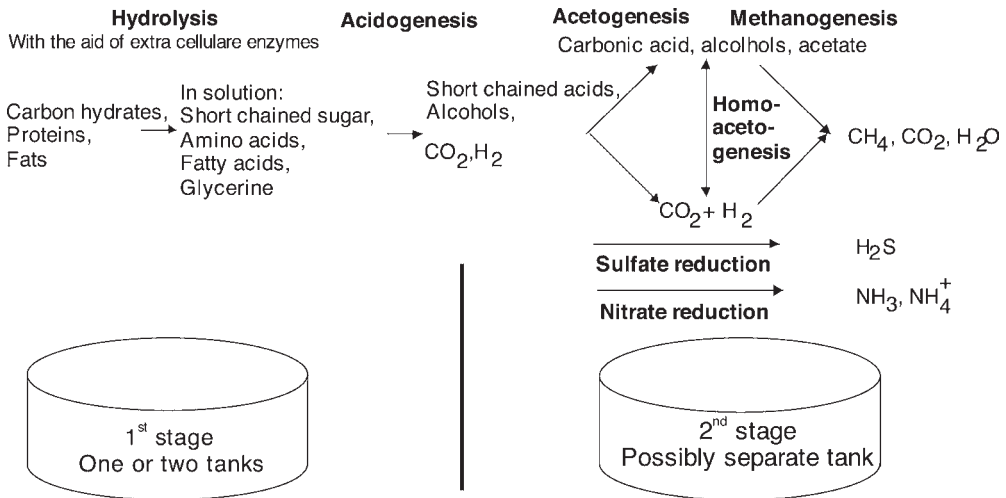 Hydrolysis
With the aid of extra cellulare enzymes
Acidogenesis
Acetogenesis
Methanogenesis
Carbonic acid, alcolhols, acetate
Carbon hydrates,
Proteins,
Fats
In solution:
Short chained sugar,
Amino acids,
Fatty acids,
Glycerine
Short chained acids,
Alcohols,
CO2,H2
Homo-
aceto-
genesis
CH4, CO2, H2O
CO2+ H2
Sulfate reduction
H2S
Nitrate reduction
NH3, NH4+
1st stage
One or two tanks
2nd stage
Possibly separate tank